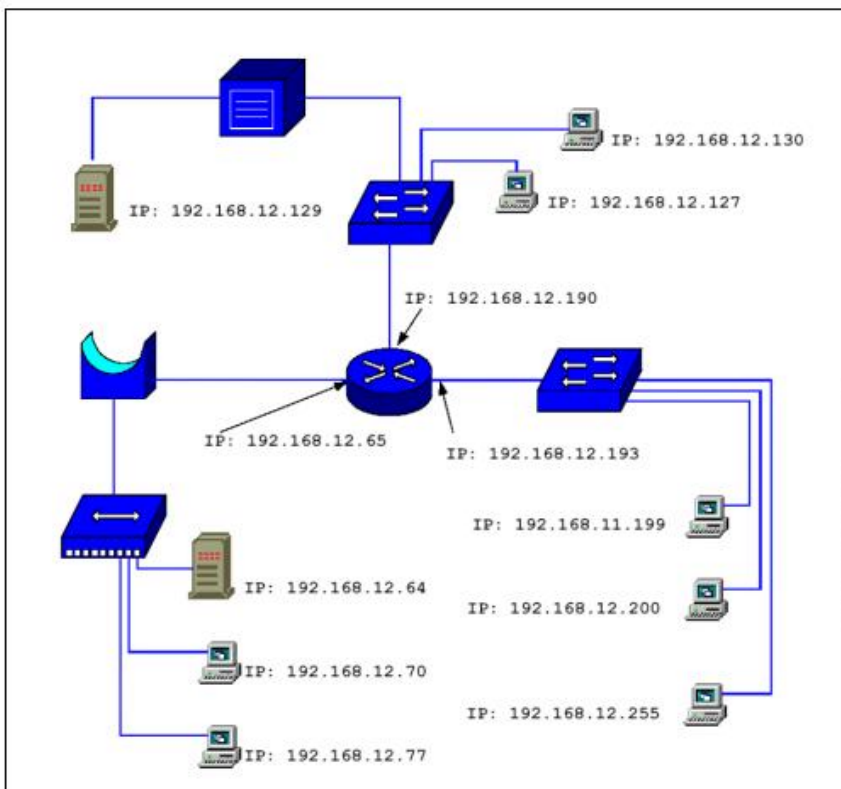 IP: 192.168.12.130
IP: 192.168.12.129
IP: 192.168.12.127
IP: 192.168.12.190
IP: 192.168.12.65
IP: 192.168.12.193
IP: 192.168.11.199
IP: 192.168.12.64
IP: 192.168.12.200
IP: 192.168.12.70
IP: 192.168.12.255
IP: 192.168.12.77